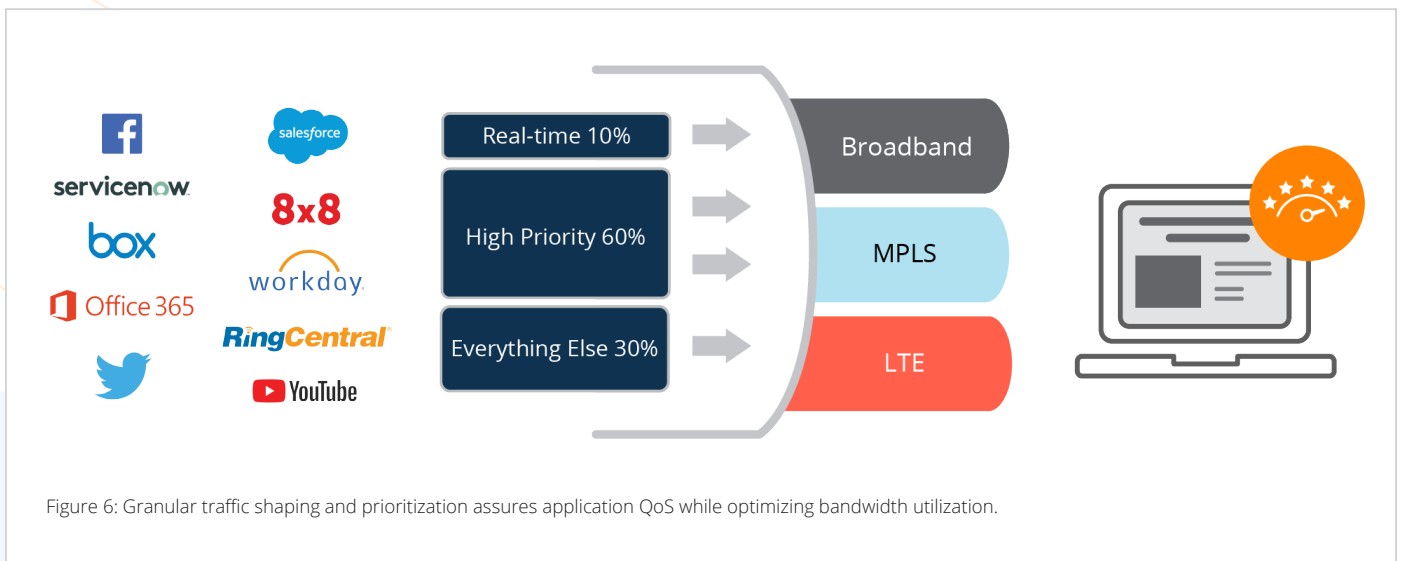 f
servicenow.
box
Office 365
salesforce
8x8
workday.
RingCentral®
YouTube
Real-time 10%
High Priority 60%
Everything Else 30%
Broadband
MPLS
LTE
Figure 6: Granular traffic shaping and prioritization assures application QoS while optimizing bandwidth utilization.